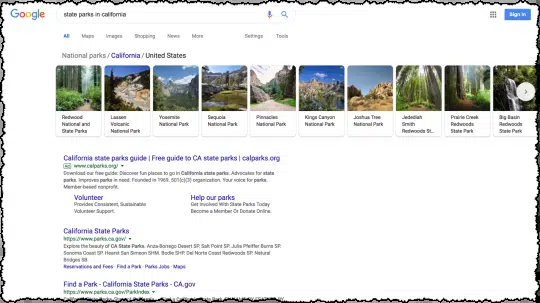 Google
state parks in california
Sign in
All Maps Images Shopping News More Settings Tools
National parks / California / United States
Redwood National and State Parks
Lassen Volcanic National Park
Yosemite National Park
Sequoia National Park
Pinnacles National Park
Kings Canyon National Park
Joshua Tree National Park
Jedediah Smith Redwoods St...
Prairie Creek Redwoods State Park
Big Basin Redwoods State Park
California state parks guide | Free guide to CA state parks | calparks.org
Ad www.calparks.org/
Download our free guide: Discover fun places to go in California state parks. Advocates for state
parks. Improves parks in need. Founded in 1969. 501(c)(3) organization. Your voice for parks.
Member-based nonprofit.
Volunteer
Provides Consistent, Sustainable
Volunteer Support.
Help our parks
Get Involved With State Parks Today
Become a Member Or Donate Online.
California State Parks
https://www.parks.ca.gov/
Explore the beauty of CA State Parks. Anza-Borrego Desert SP. Salt Point SP. Julia Pfeiffer Burns SP.
Sonoma Coast SP. Hearst San Simeon SHM. Bodie SHP. Del Norte Coast Redwoods SP. Natural
Bridges SB.
Reservations and Fees · Find a Park · Parks Jobs · Maps
Find a Park - California State Parks - CA.gov
https://www.parks.ca.gov/ParkIndex